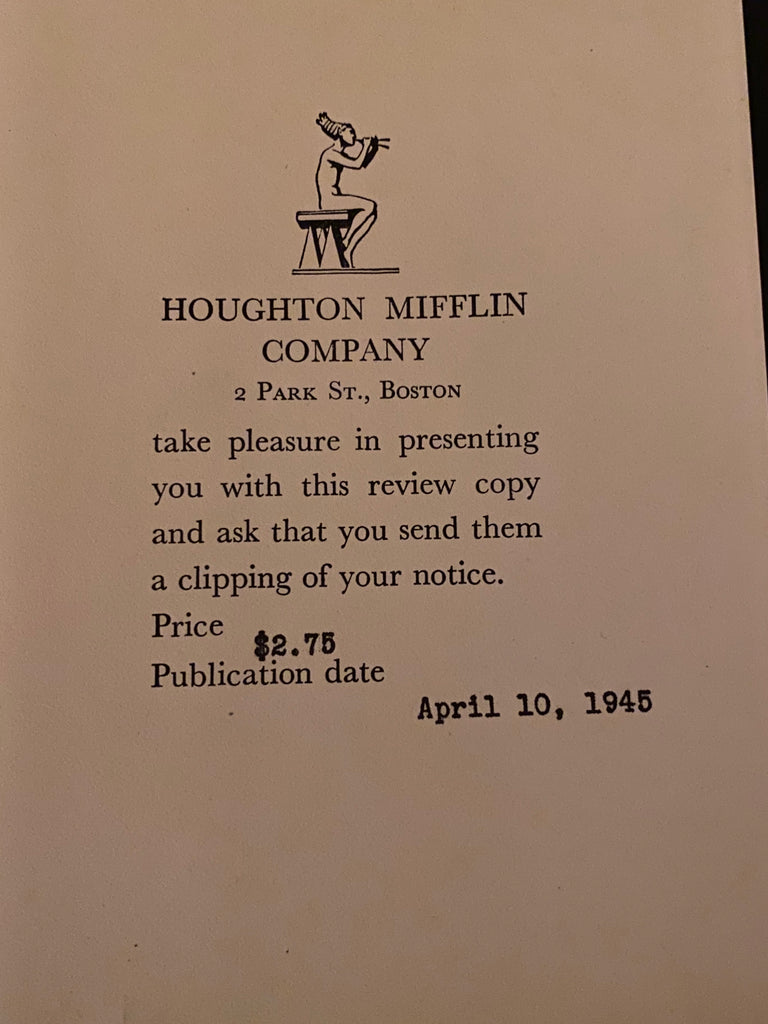 HOUGHTON MIFFLIN
COMPANY
2 PARK ST., BOSTON
take pleasure in presenting
you with this review copy
and ask that you send them
a clipping of your notice.
Price $2.75
Publication date
April 10, 1945